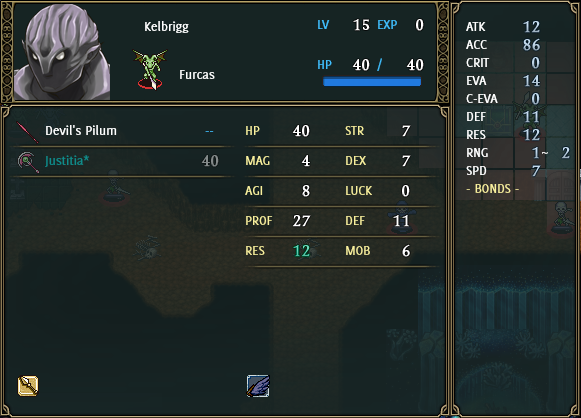 Kelbrigg
LV 15 EXP 0
Furcas
HP 40 / 40
Devil's Pilum --
Justitia* 40
HP 40 STR 7
MAG 4 DEX 7
AGI 8 LUCK 0
PROF 27 DEF 11
RES 12 MOB 6
ATK 12
ACC 86
CRIT 0
EVA 14
C-EVA 0
DEF 11
RES 12
RNG 1~ 2
SPD 7
- BONDS -